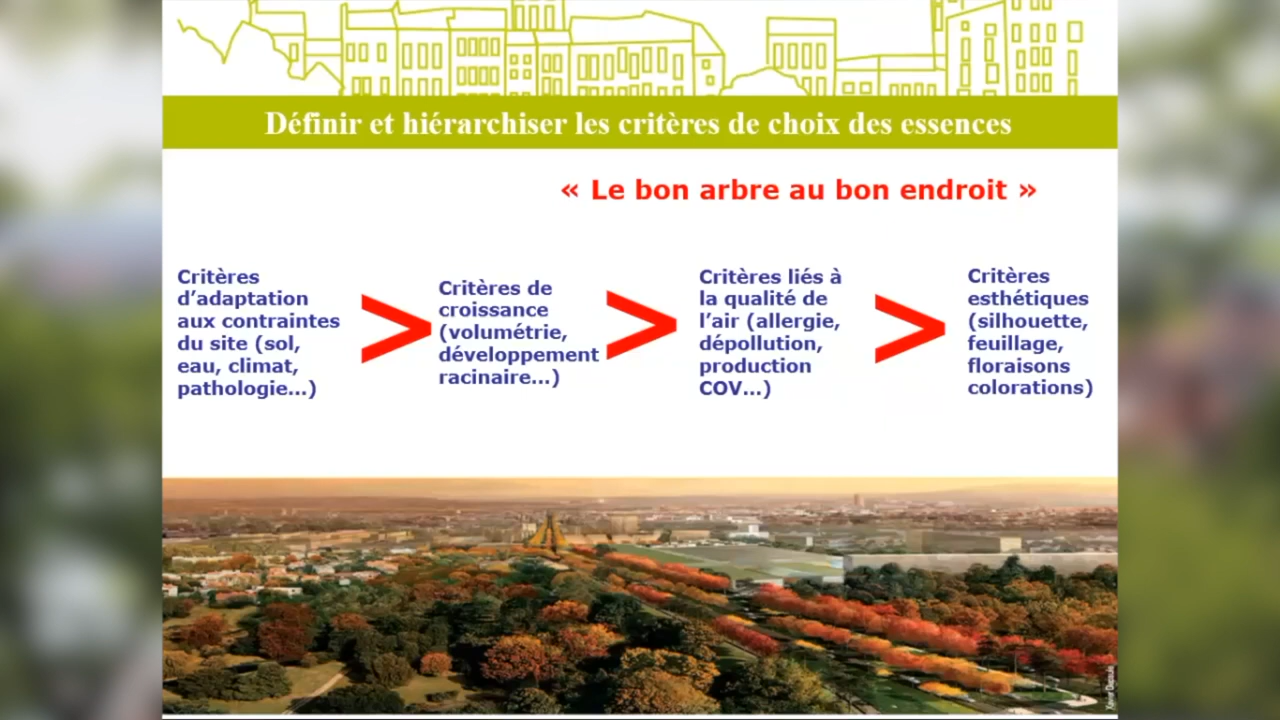 Définir et hiérarchiser les critères de choix des essences
« Le bon arbre au bon endroit »
Critères
d’adaptation
aux contraintes
du site (sol,
eau, climat,
pathologie...)
>
Critères de
croissance
(volumétrie,
développement
racinaire...)
>
Critères liés à
la qualité de
l’air (allergie,
dépollution,
production
COV...)
>
Critères
esthétiques
(silhouette,
feuillage,
floraisons
colorations)